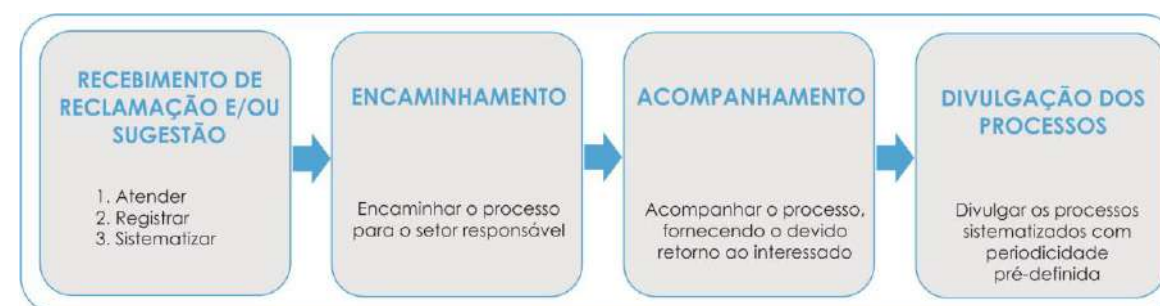 RECEBIMENTO DE
RECLAMAÇÃO E/OU
SUGESTÃO
1. Atender
2. Registrar
3. Sistematizar
ENCAMINHAMENTO
Encaminhar o processo
para o setor responsável
ACOMPANHAMENTO
Acompanhar o processo,
fornecendo o devido
retorno ao interessado
DIVULGAÇÃO DOS
PROCESSOS
Divulgar os processos
sistematizados com
periodicidade
pré-definida